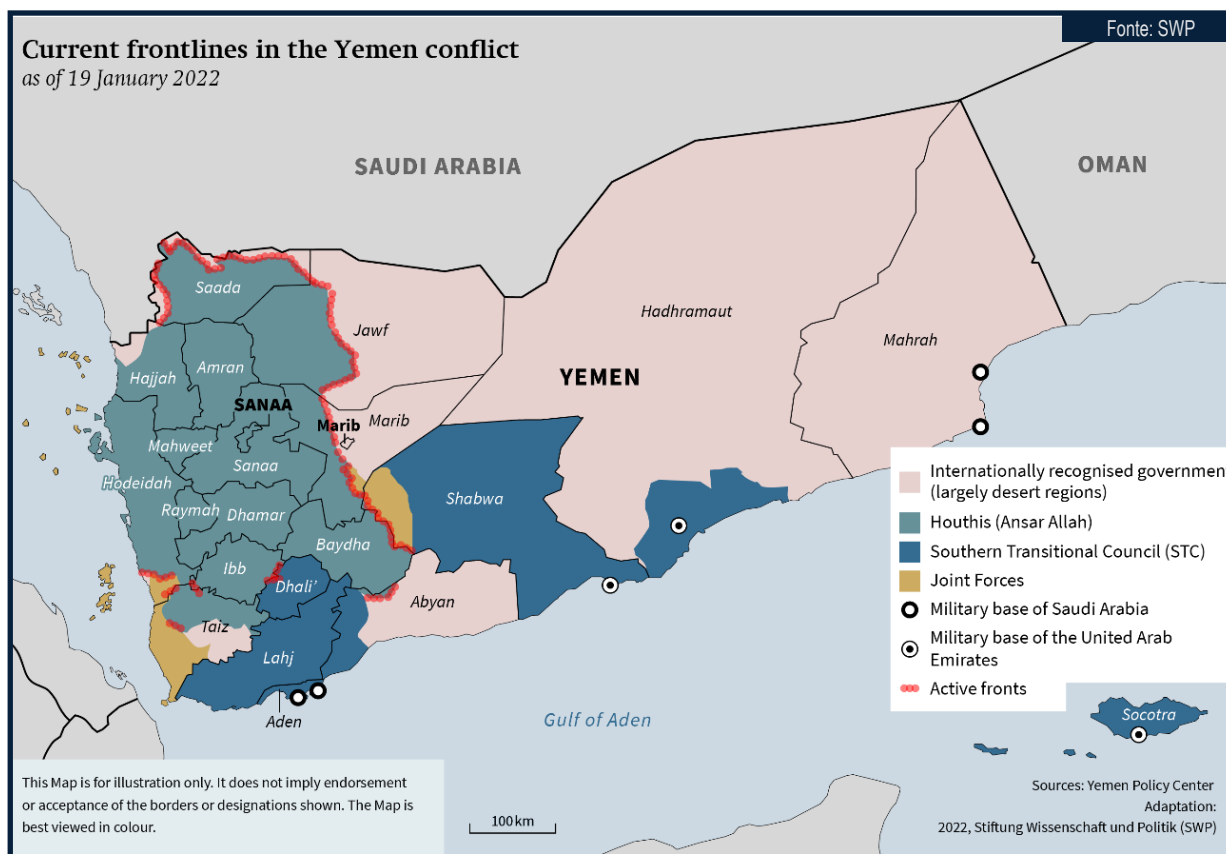 Fonte: SWP
Current frontlines in the Yemen conflict
as of 19 January 2022
SAUDI ARABIA
OMAN
Saada
Jawf
Hadhramaut
Mahrah
Hajjah
Amran
YEMEN
SANAA
Marib
Marib
Mahweet
Sanaa
Hodeidah
Shabwa
Raymah
Dhamar
Baydha
Ibb
Dhali’
Abyan
Taiz
Lahj
Aden
Gulf of Aden
Internationally recognised governmen
(largely desert regions)
Houthis (Ansar Allah)
Southern Transitional Council (STC)
Joint Forces
Military base of Saudi Arabia
Military base of the United Arab
Emirates
Active fronts
Socotra
This Map is for illustration only. It does not imply endorsement
or acceptance of the borders or designations shown. The Map is
best viewed in colour.
100 km
Sources: Yemen Policy Center
Adaptation:
2022, Stiftung Wissenschaft und Politik (SWP)